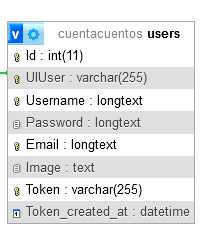 v cuentacuentos users
Id : int(11)
UIUser : varchar(255)
Username : longtext
Password : longtext
Email : longtext
Image : text
Token : varchar(255)
Token_created_at : datetime